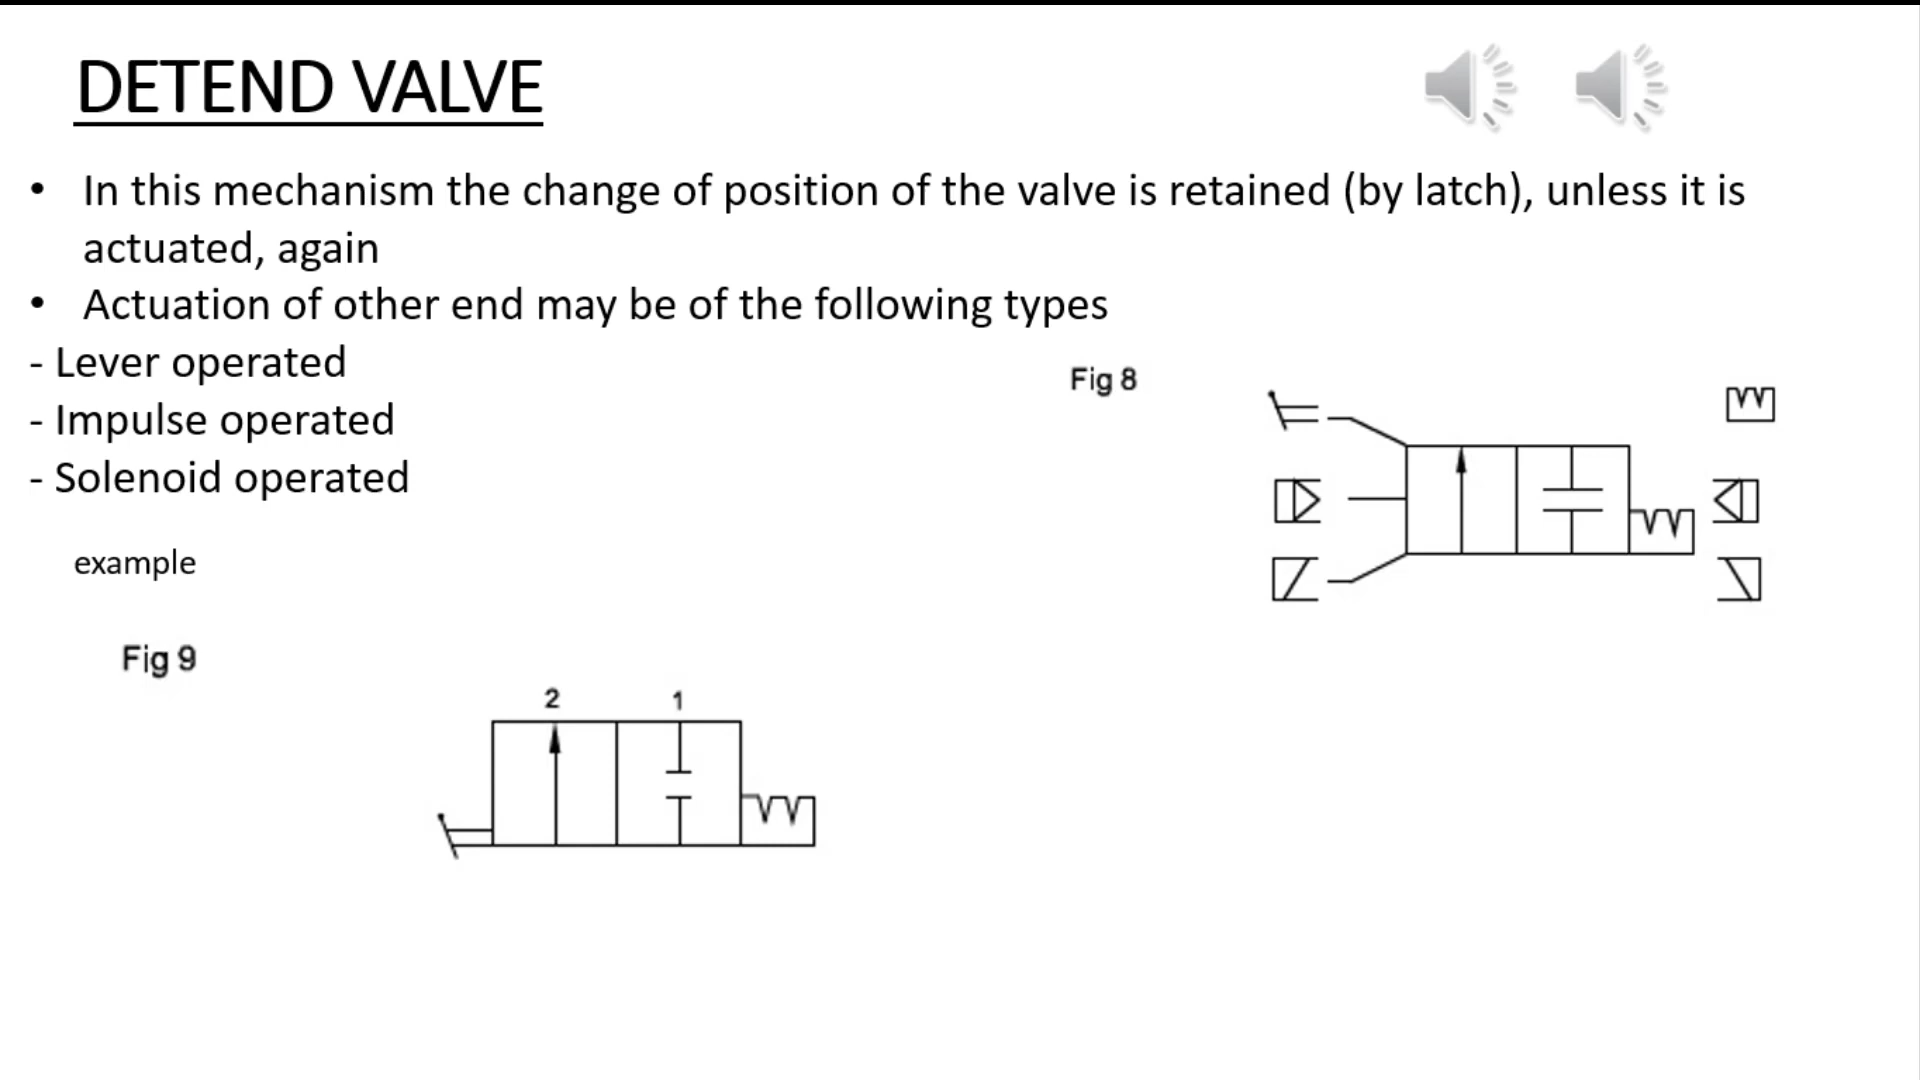 DETEND VALVE
• In this mechanism the change of position of the valve is retained (by latch), unless it is
actuated, again
• Actuation of other end may be of the following types
- Lever operated
- Impulse operated
- Solenoid operated
Fig 8
example
Fig 9
2 1